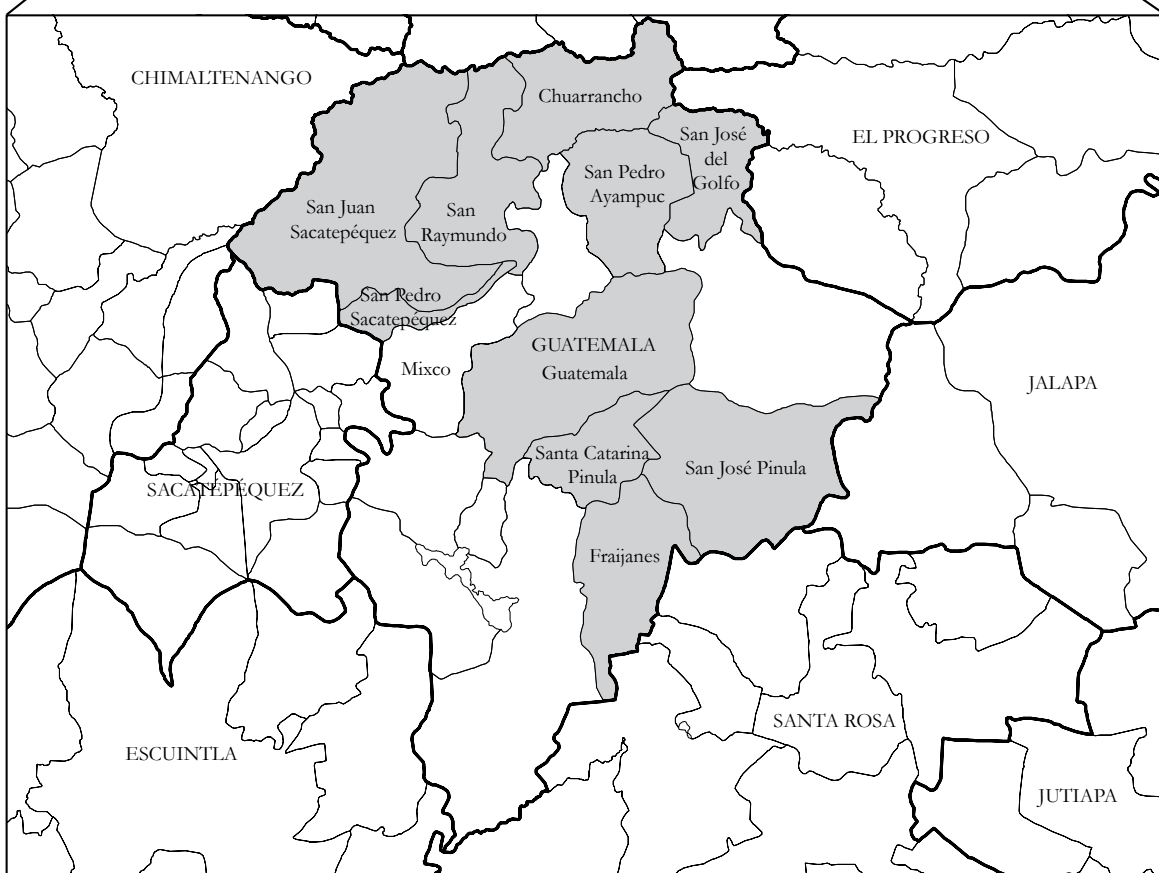 CHIMALTENANGO
Chuarrancho
EL PROGRESO
San José
del
Golfo
San Pedro
Ayampuc
San Juan
Sacatepéquez
San
Raymundo
San Pedro
Sacatepéquez
Mixco
GUATEMALA
Guatemala
JALAPA
Santa Catarina
Pinula
San José Pinula
SACATEPÉQUEZ
Fraijanes
SANTA ROSA
ESCUINTLA
JUTIAPA